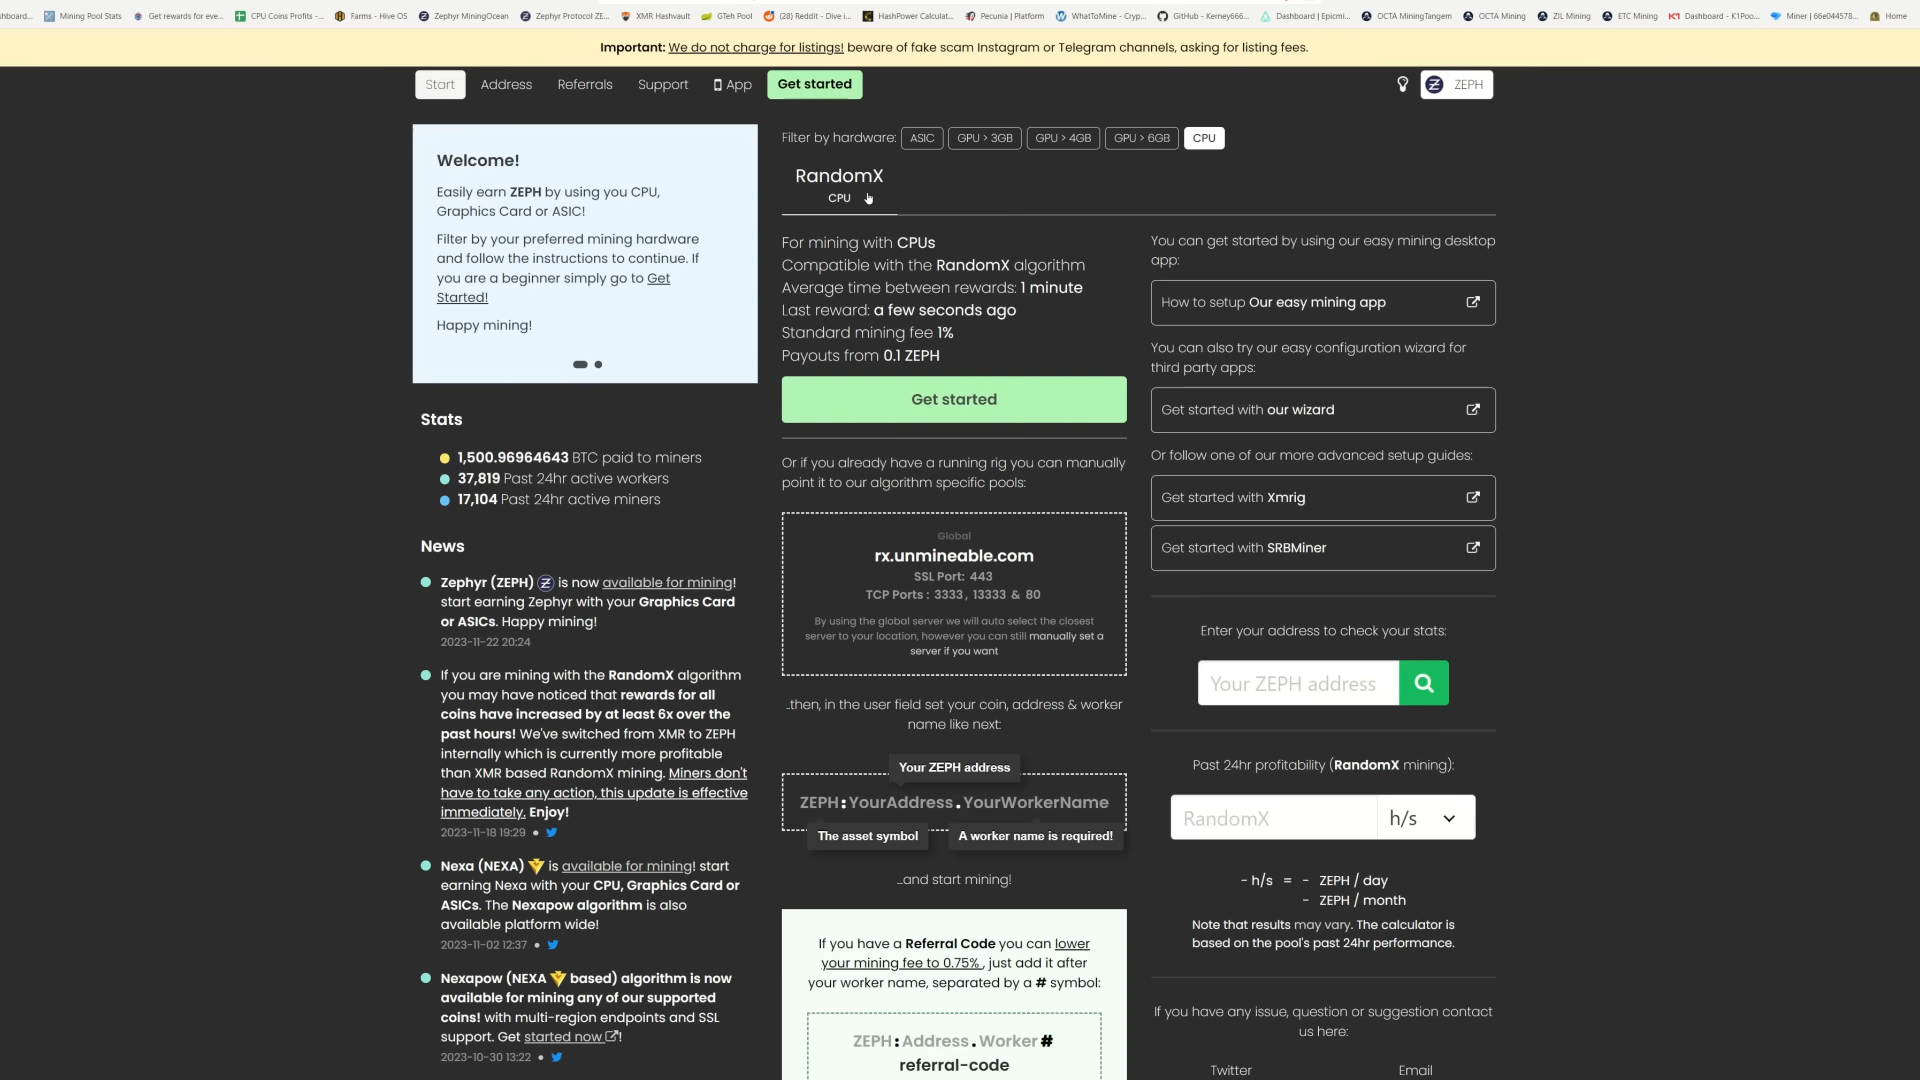 shboard...
Mining Pool Stats
Get rewards for eve...
CPU Coins Profits -...
Farms - Hive OS
Zephyr MiningOcean
Zephyr Protocol ZE...
XMR Hashvault
GTeh Pool
(28) Reddit - Dive i...
HashPower Calculat...
Pecunia | Platform
WhatToMine - Cryp...
GitHub - Kerney666...
Dashboard | Epicmi...
OCTA MiningTangem
OCTA Mining
ZIL Mining
ETC Mining
Dashboard - K1Poo...
Miner | 66e044578...
Home
Important: We do not charge for listings! beware of fake scam Instagram or Telegram channels, asking for listing fees.
Start
Address
Referrals
Support
App
Get started
ZEPH
Welcome!
Easily earn ZEPH by using you CPU,
Graphics Card or ASIC!
Filter by your preferred mining hardware
and follow the instructions to continue. If
you are a beginner simply go to Get
Started!
Happy mining!
Stats
1,500.96964643 BTC paid to miners
37,819 Past 24hr active workers
17,104 Past 24hr active miners
News
Zephyr (ZEPH) is now available for mining!
start earning Zephyr with your Graphics Card
or ASICs. Happy mining!
2023-11-22 20:24
If you are mining with the RandomX algorithm
you may have noticed that rewards for all
coins have increased by at least 6x over the
past hours! We've switched from XMR to ZEPH
internally which is currently more profitable
than XMR based RandomX mining. Miners don't
have to take any action, this update is effective
immediately. Enjoy!
2023-11-18 19:29
Nexa (NEXA) is available for mining! start
earning Nexa with your CPU, Graphics Card or
ASICs. The Nexapow algorithm is also
available platform wide!
2023-11-02 12:37
Nexapow (NEXA based) algorithm is now
available for mining any of our supported
coins! with multi-region endpoints and SSL
support. Get started now !
2023-10-30 13:22
Filter by hardware: ASIC GPU > 3GB GPU > 4GB GPU > 6GB CPU
RandomX
CPU
For mining with CPUs
Compatible with the RandomX algorithm
Average time between rewards: 1 minute
Last reward: a few seconds ago
Standard mining fee 1%
Payouts from 0.1 ZEPH
Get started
Or if you already have a running rig you can manually
point it to our algorithm specific pools:
Global
rx.unmineable.com
SSL Port: 443
TCP Ports : 3333 , 13333 & 80
By using the global server we will auto select the closest
server to your location, however you can still manually set a
server if you want
...then, in the user field set your coin, address & worker
name like next:
Your ZEPH address
ZEPH:YourAddress.YourWorkerName
The asset symbol
A worker name is required!
...and start mining!
If you have a Referral Code you can lower
your mining fee to 0.75% , just add it after
your worker name, separated by a # symbol:
ZEPH:Address.Worker#
referral-code
You can get started by using our easy mining desktop
app:
How to setup Our easy mining app
You can also try our easy configuration wizard for
third party apps:
Get started with our wizard
Or follow one of our more advanced setup guides:
Get started with Xmrig
Get started with SRBMiner
Enter your address to check your stats:
Your ZEPH address
Past 24hr profitability (RandomX mining):
RandomX
h/s
- h/s = - ZEPH / day
- ZEPH / month
Note that results may vary. The calculator is
based on the pool's past 24hr performance.
If you have any issue, question or suggestion contact
us here:
Twitter
Email